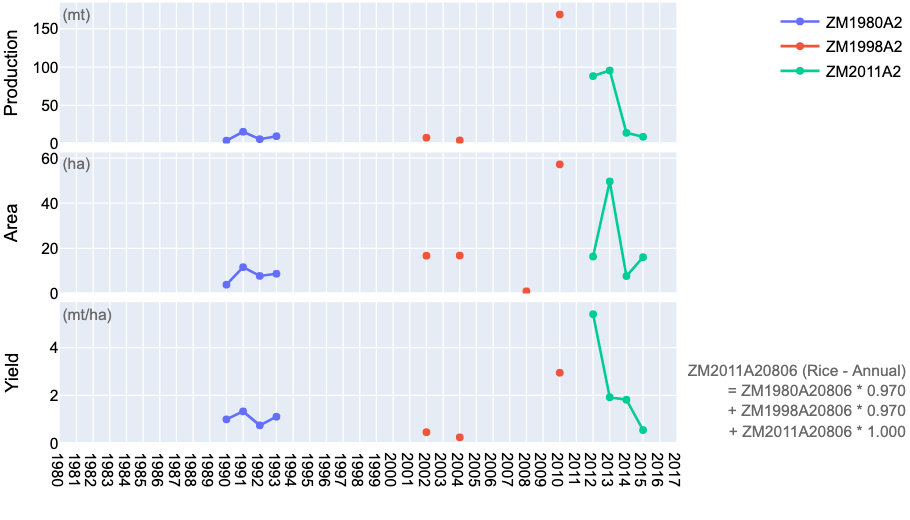 (mt)
Production
150
100
50
0
(ha)
Area
60
40
20
0
(mt/ha)
Yield
4
2
0
1980 1981 1982 1983 1984 1985 1986 1987 1988 1989 1990 1991 1992 1993 1994 1995 1996 1997 1998 1999 2000 2001 2002 2003 2004 2005 2006 2007 2008 2009 2010 2011 2012 2013 2014 2015 2016 2017
ZM1980A2
ZM1998A2
ZM2011A2
ZM2011A20806 (Rice - Annual)
= ZM1980A20806 * 0.970
+ ZM1998A20806 * 0.970
+ ZM2011A20806 * 1.000